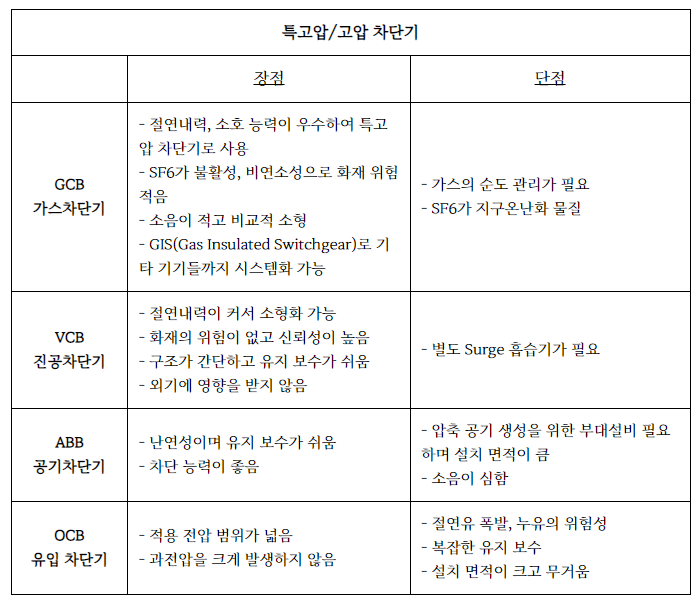 특고압/고압 차단기
장점
단점
GCB
가스차단기
- 절연내력, 소호 능력이 우수하여 특고
압 차단기로 사용
- SF6가 불활성, 비연소성으로 화재 위험
적음
- 소음이 적고 비교적 소형
- GIS(Gas Insulated Switchgear)로 기
타 기기들까지 시스템화 가능
- 가스의 순도 관리가 필요
- SF6가 지구온난화 물질
VCB
진공차단기
- 절연내력이 커서 소형화 가능
- 화재의 위험이 없고 신뢰성이 높음
- 구조가 간단하고 유지 보수가 쉬움
- 외기에 영향을 받지 않음
- 별도 Surge 흡습기가 필요
ABB
공기차단기
- 난연성이며 유지 보수가 쉬움
- 차단 능력이 좋음
- 압축 공기 생성을 위한 부대설비 필요
하며 설치 면적이 큼
- 소음이 심함
OCB
유입 차단기
- 적용 전압 범위가 넓음
- 과전압을 크게 발생하지 않음
- 절연유 폭발, 누유의 위험성
- 복잡한 유지 보수
- 설치 면적이 크고 무거움